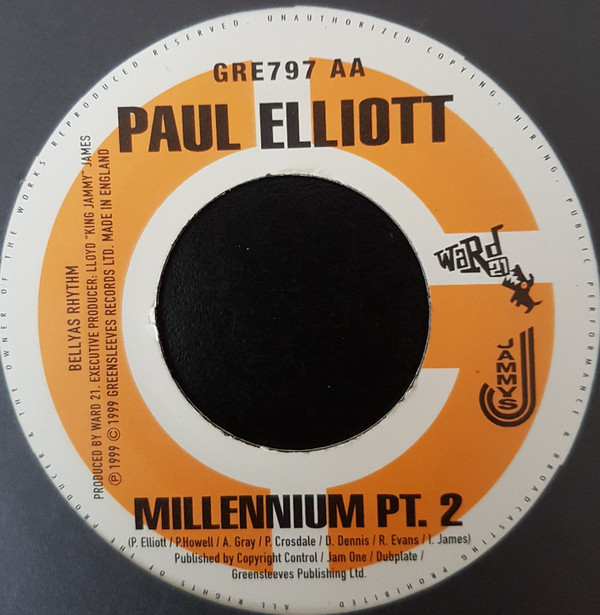 GRE797 AA
PAUL ELLIOTT
BELLYAS RHYTHM
PRODUCED BY WARD 21. EXECUTIVE PRODUCER: LLOYD "KING JAMMY" JAMES
Ⓟ 1999 © 1999 GREENSLEEVES RECORDS LTD. MADE IN ENGLAND
WaRd
21
JAMMYS
MILLENNIUM PT. 2
(P. Elliott / P.Howell / A. Gray / P. Crosdale / D. Dennis / R. Evans / L. James)
Published by Copyright Control / Jam One / Dubplate /
Greensleeves Publishing Ltd.
ALL RIGHTS OF THE OWNER OF THE WORKS REPRODUCED RESERVED. UNAUTHORIZED COPYING, HIRING, PUBLIC PERFORMANCE & BROADCASTING PROHIBITED